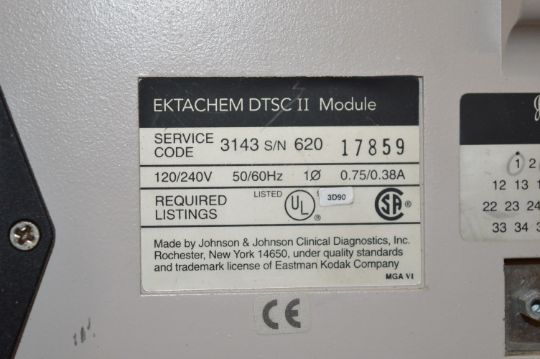 EKTACHEM DTSC II Module
SERVICE CODE 3143 S/N 620 17859
120/240V 50/60Hz 1Ø 0.75/0.38A
REQUIRED LISTINGS LISTED UL 3D90 SA ®
Made by Johnson & Johnson Clinical Diagnostics, Inc.
Rochester, New York 14650, under quality standards
and trademark license of Eastman Kodak Company
MGA VI
CE
1 2
12 13 1
22 23 24
33 34